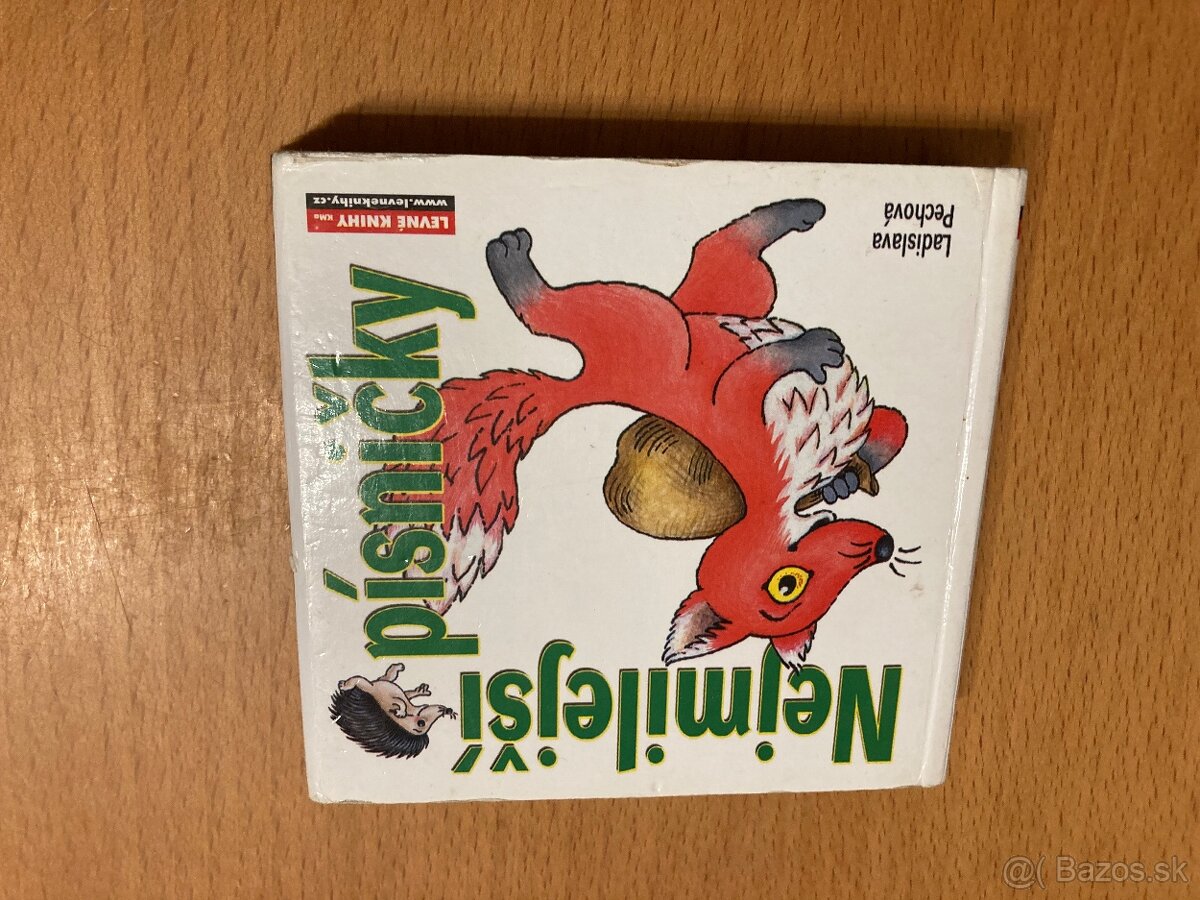 Nejmilejší
písničky
Ladislava
Pechová
LEVNÉ KNIHY KMa
www.levneknihy.cz
@( Bazos.sk